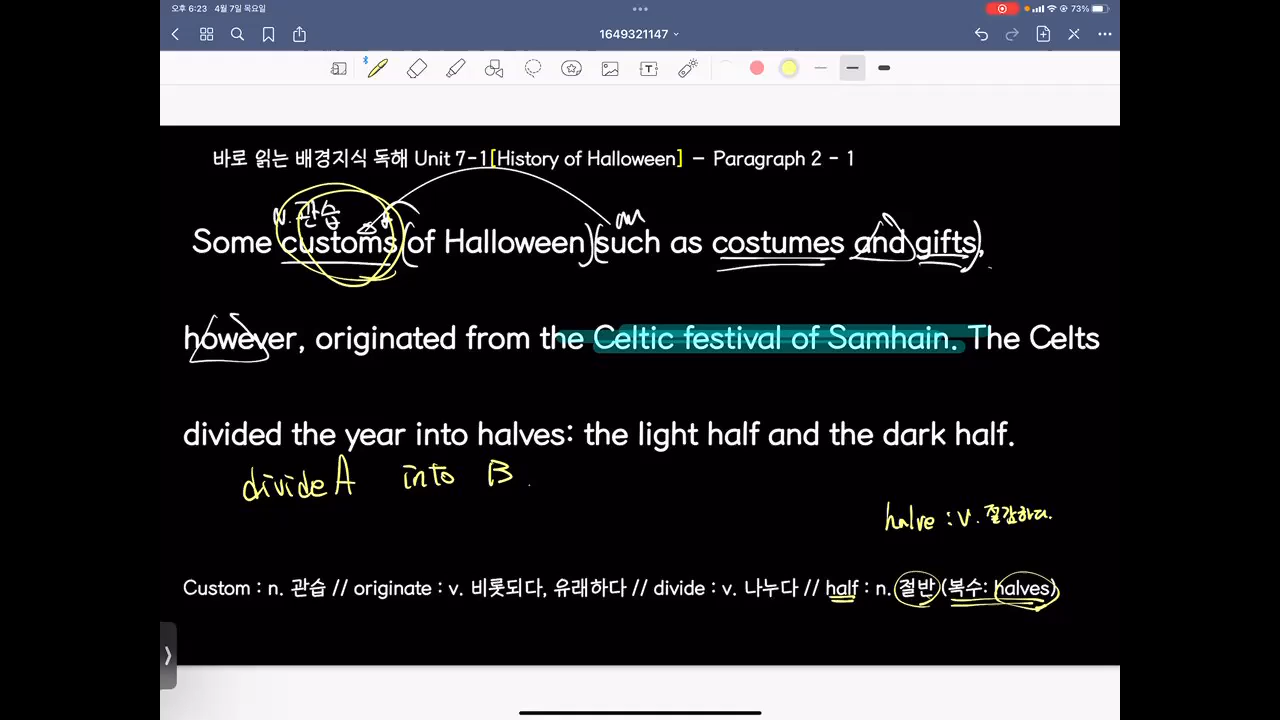 오후 6:23 4월 7일 목요일
73%
1649321147
바로 읽는 배경지식 독해 Unit 7-1[History of Halloween] – Paragraph 2 - 1
n. 관습
Some customs (of Halloween)(such as costumes and gifts),
however, originated from the Celtic festival of Samhain. The Celts
divided the year into halves: the light half and the dark half.
divide A into B
halve : v. 절감하다.
Custom : n. 관습 // originate : v. 비롯되다, 유래하다 // divide : v. 나누다 // half : n. 절반 (복수: halves)